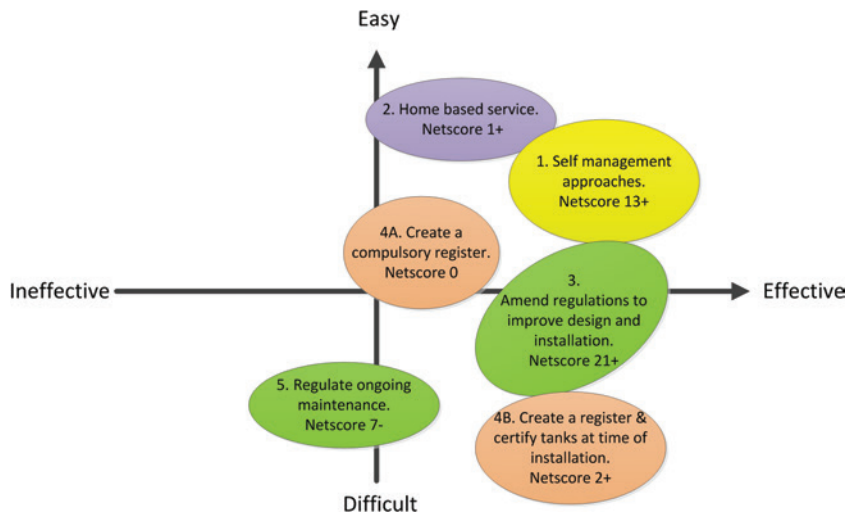 Easy
2. Home based service.
Netscore 1+
1. Self management
approaches.
Netscore 13+
4A. Create a
compulsory register.
Netscore 0
Ineffective
Effective
3.
Amend regulations to
improve design and
installation.
Netscore 21+
5. Regulate ongoing
maintenance.
Netscore 7-
4B. Create a register &
certify tanks at time of
installation.
Netscore 2+
Difficult